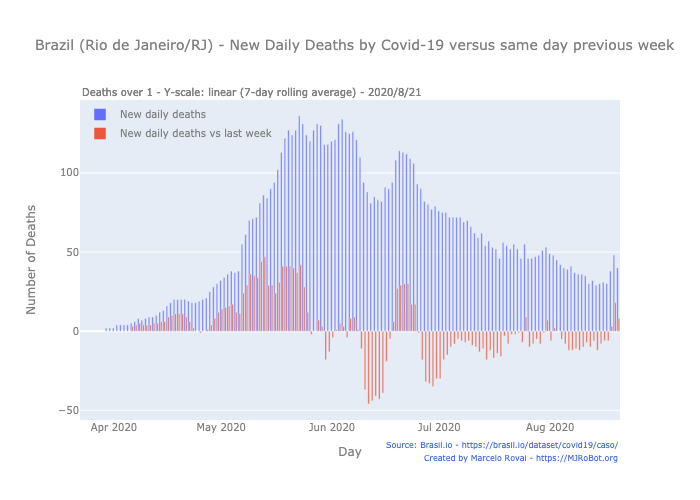 Brazil (Rio de Janeiro/RJ) - New Daily Deaths by Covid-19 versus same day previous week
Deaths over 1 - Y-scale: linear (7-day rolling average) - 2020/8/21
New daily deaths
New daily deaths vs last week
Number of Deaths
100
50
0
−50
Apr 2020
May 2020
Jun 2020
Jul 2020
Aug 2020
Day
Source: Brasil.io - https://brasil.io/dataset/covid19/caso/
Created by Marcelo Rovai - https://MJRoBot.org